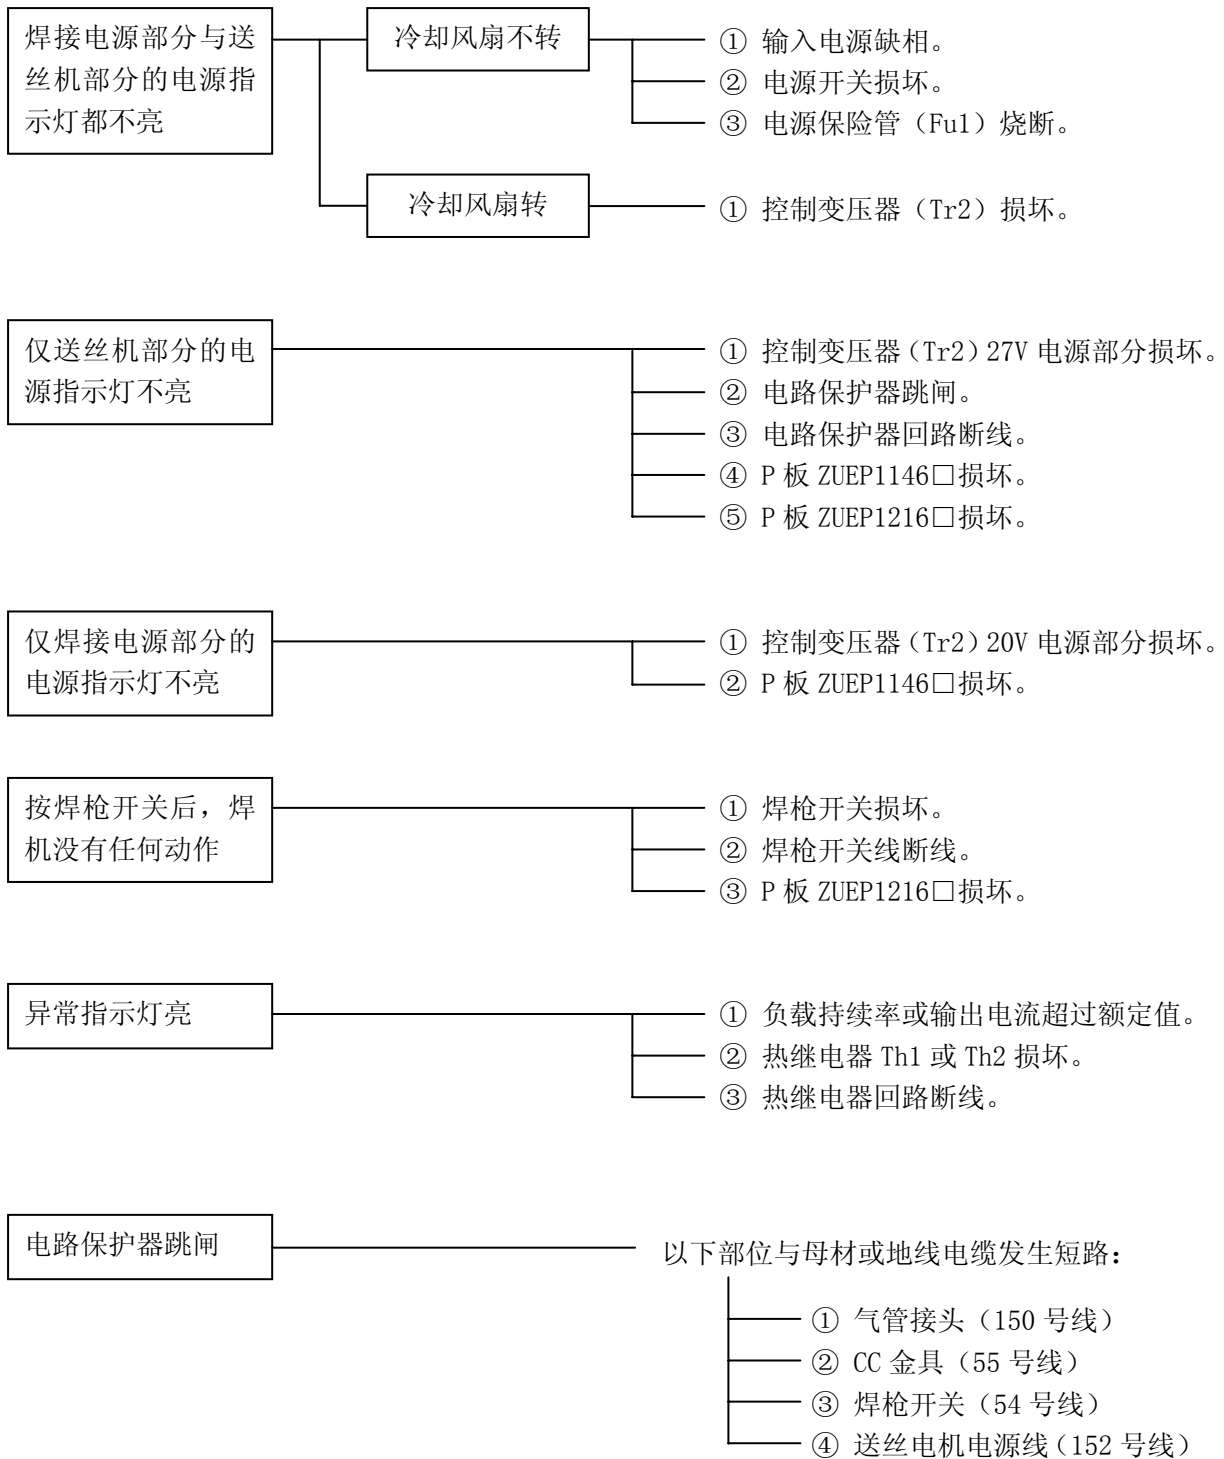 焊接电源部分与送
丝机部分的电源指
示灯都不亮
冷却风扇不转
① 输入电源缺相。
② 电源开关损坏。
③ 电源保险管（Fu1）烧断。
冷却风扇转
① 控制变压器（Tr2）损坏。
仅送丝机部分的电
源指示灯不亮
① 控制变压器（Tr2）27V 电源部分损坏。
② 电路保护器跳闸。
③ 电路保护器回路断线。
④ P 板 ZUEP1146□损坏。
⑤ P 板 ZUEP1216□损坏。
仅焊接电源部分的
电源指示灯不亮
① 控制变压器（Tr2）20V 电源部分损坏。
② P 板 ZUEP1146□损坏。
按焊枪开关后，焊
机没有任何动作
① 焊枪开关损坏。
② 焊枪开关线断线。
③ P 板 ZUEP1216□损坏。
异常指示灯亮
① 负载持续率或输出电流超过额定值。
② 热继电器 Th1 或 Th2 损坏。
③ 热继电器回路断线。
电路保护器跳闸
以下部位与母材或地线电缆发生短路：
① 气管接头（150 号线）
② CC 金具（55 号线）
③ 焊枪开关（54 号线）
④ 送丝电机电源线（152 号线）